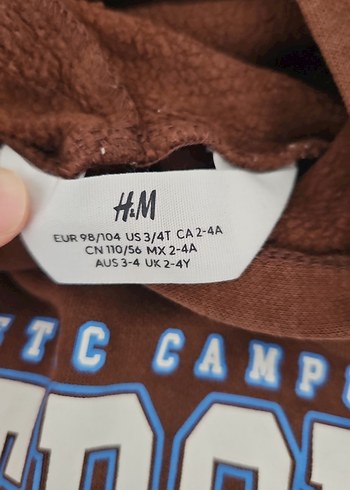 H&M
EUR 98/104 US 3/4T CA 2-4A
CN 110/56 MX 2-4A
AUS 3-4 UK 2-4Y
TC CAMP